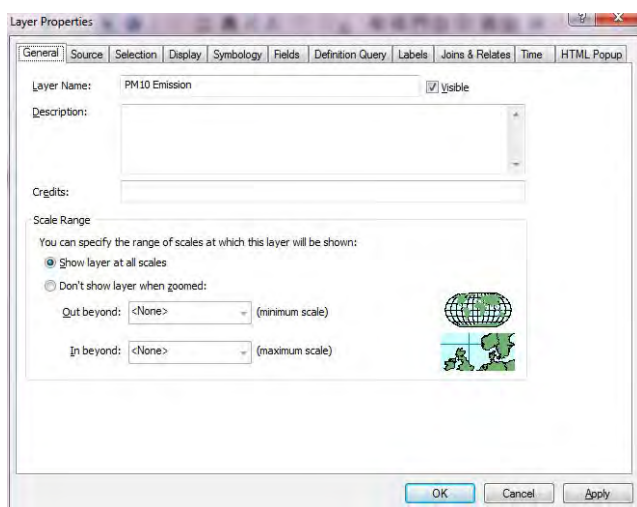 Layer Properties
General Source Selection Display Symbology Fields Definition Query Labels Joins & Relates Time HTML Popup
Layer Name: PM10 Emission Visible
Description:
Credits:
Scale Range
You can specify the range of scales at which this layer will be shown:
Show layer at all scales
Don't show layer when zoomed:
Out beyond: <None> (minimum scale)
In beyond: <None> (maximum scale)
OK Cancel Apply